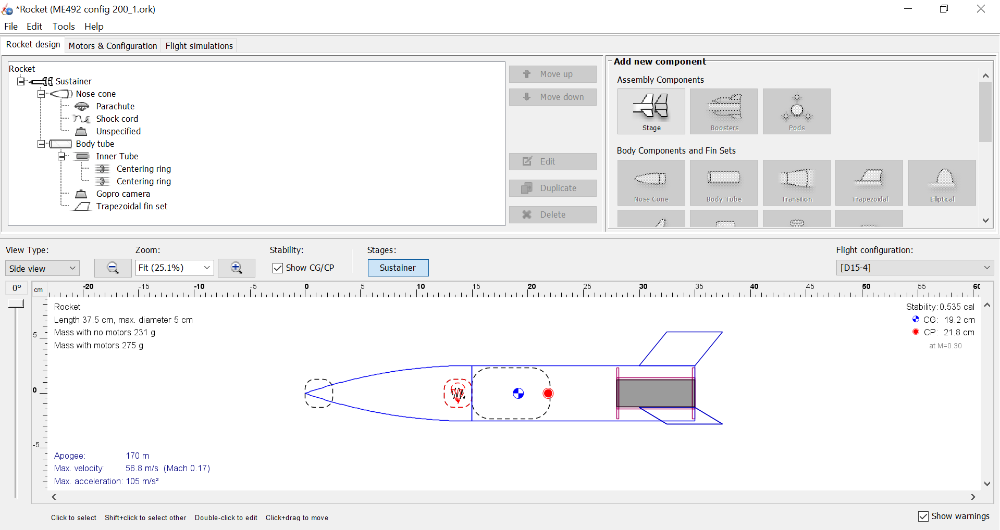 *Rocket (ME492 config 200_1.ork)
File Edit Tools Help
Rocket design Motors & Configuration Flight simulations
Rocket
Sustainer
Nose cone
Parachute
Shock cord
Unspecified
Body tube
Inner Tube
Centering ring
Centering ring
Gopro camera
Trapezoidal fin set
Move up
Move down
Edit
Duplicate
Delete
Add new component
Assembly Components
Stage Boosters Pods
Body Components and Fin Sets
Nose Cone Body Tube Transition Trapezoidal Elliptical
View Type: Zoom: Stability: Stages: Flight configuration:
Side view Fit (25.1%) Show CG/CP Sustainer [D15-4]
0°
cm -20 -15 -10 -5 0 5 10 15 20 25 30 35 40 45 50 55 60
5
0
-5
Rocket
Length 37.5 cm, max. diameter 5 cm
Mass with no motors 231 g
Mass with motors 275 g
Stability: 0.535 cal
CG: 19.2 cm
CP: 21.8 cm
at M=0.30
Apogee: 170 m
Max. velocity: 56.8 m/s (Mach 0.17)
Max. acceleration: 105 m/s²
Click to select Shift+click to select other Double-click to edit Click+drag to move
Show warnings